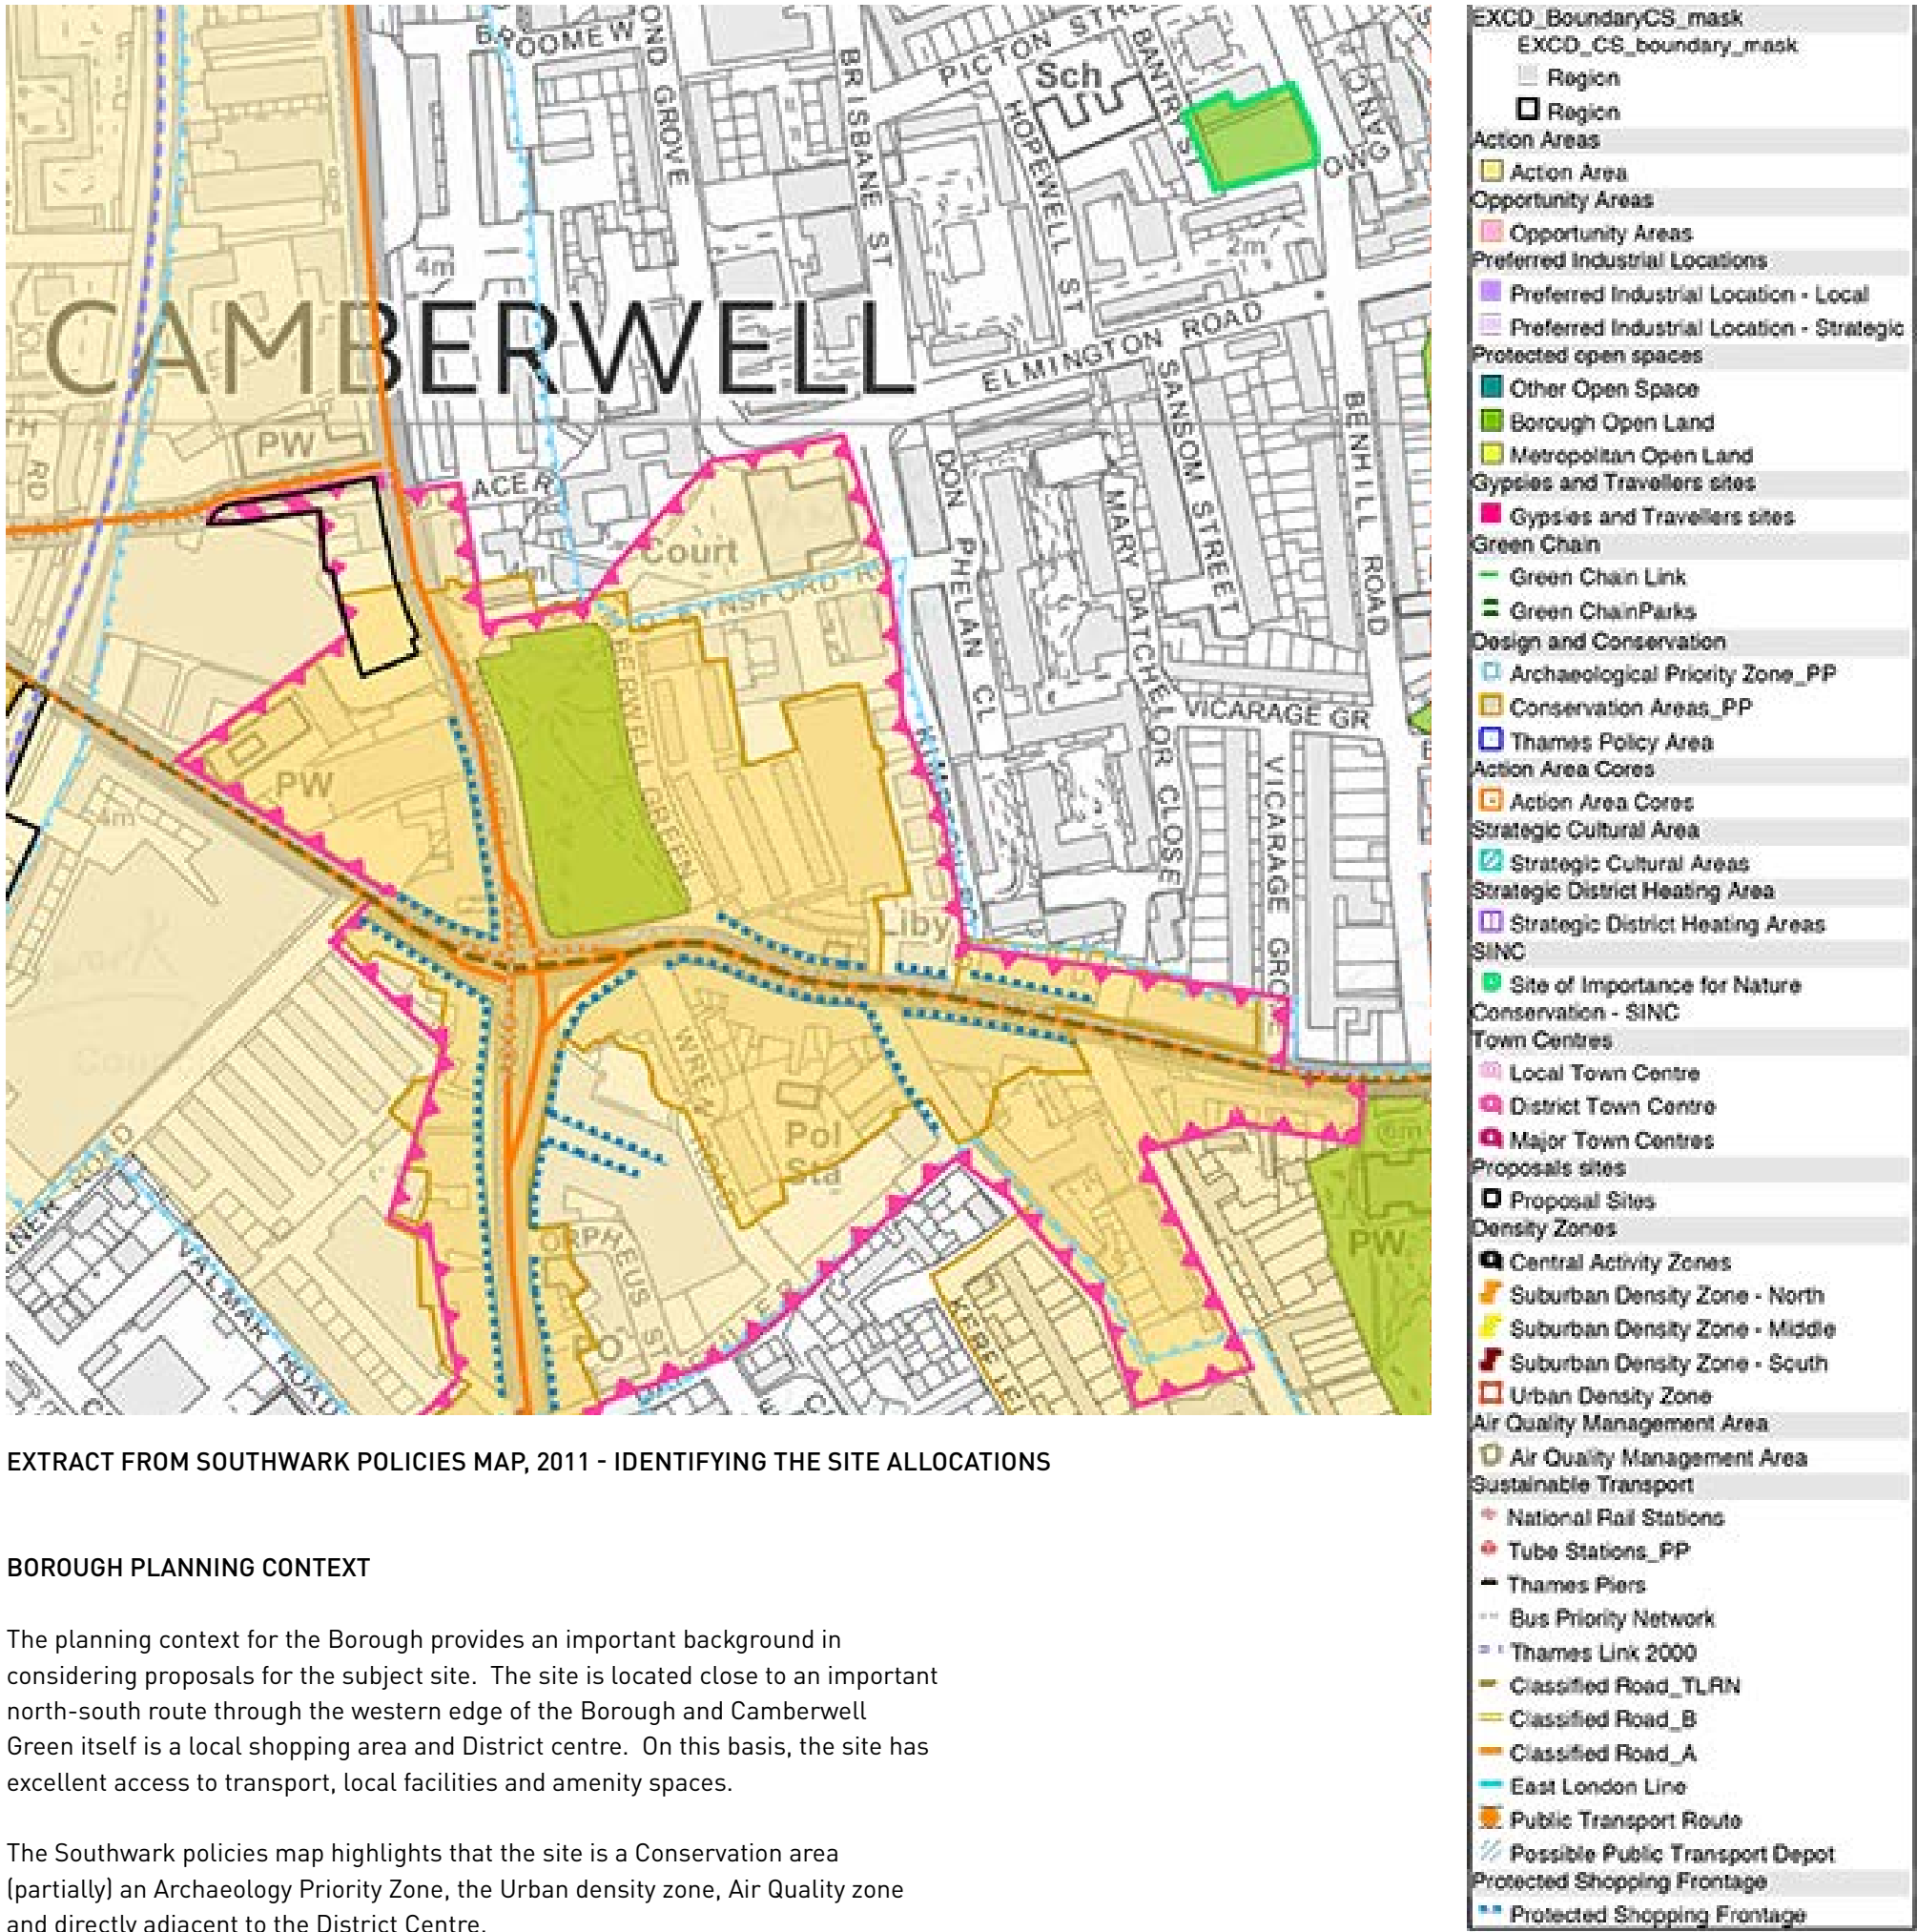 BROOMEW
OND GROVE
BRISBANE ST
PICTON STR
Sch
BANTRY ST
HOPEWELL ST
4m
2m
CAMBERWELL
ELMINGTON ROAD
SANSOM STREET
BENHILL ROAD
PW
RD
ACER
Court
DON PHELAN CL
MARY DATCHELOR CLOSE
VICARAGE GR
VICARAGE GRO
BERWELL GREEN
PW
4m
Liby
WREN ROAD
Pol
Sta
ORPHEUS ST
PO
PW
VALMAR ROAD
EXTRACT FROM SOUTHWARK POLICIES MAP, 2011 - IDENTIFYING THE SITE ALLOCATIONS
BOROUGH PLANNING CONTEXT
The planning context for the Borough provides an important background in
considering proposals for the subject site. The site is located close to an important
north-south route through the western edge of the Borough and Camberwell
Green itself is a local shopping area and District centre. On this basis, the site has
excellent access to transport, local facilities and amenity spaces.
The Southwark policies map highlights that the site is a Conservation area
(partially) an Archaeology Priority Zone, the Urban density zone, Air Quality zone
and directly adjacent to the District Centre.
EXCD_BoundaryCS_mask
EXCD_CS_boundary_mask
Region
Region
Action Areas
Action Area
Opportunity Areas
Opportunity Areas
Preferred Industrial Locations
Preferred Industrial Location - Local
Preferred Industrial Location - Strategic
Protected open spaces
Other Open Space
Borough Open Land
Metropolitan Open Land
Gypsies and Travellers sites
Gypsies and Travellers sites
Green Chain
Green Chain Link
Green ChainParks
Design and Conservation
Archaeological Priority Zone_PP
Conservation Areas_PP
Thames Policy Area
Action Area Cores
Action Area Cores
Strategic Cultural Area
Strategic Cultural Areas
Strategic District Heating Area
Strategic District Heating Areas
SINC
Site of Importance for Nature
Conservation - SINC
Town Centres
Local Town Centre
District Town Centre
Major Town Centres
Proposals sites
Proposal Sites
Density Zones
Central Activity Zones
Suburban Density Zone - North
Suburban Density Zone - Middle
Suburban Density Zone - South
Urban Density Zone
Air Quality Management Area
Air Quality Management Area
Sustainable Transport
National Rail Stations
Tube Stations_PP
Thames Piers
Bus Priority Network
Thames Link 2000
Classified Road_TLRN
Classified Road_B
Classified Road_A
East London Line
Public Transport Route
Possible Public Transport Depot
Protected Shopping Frontage
Protected Shopping Frontage